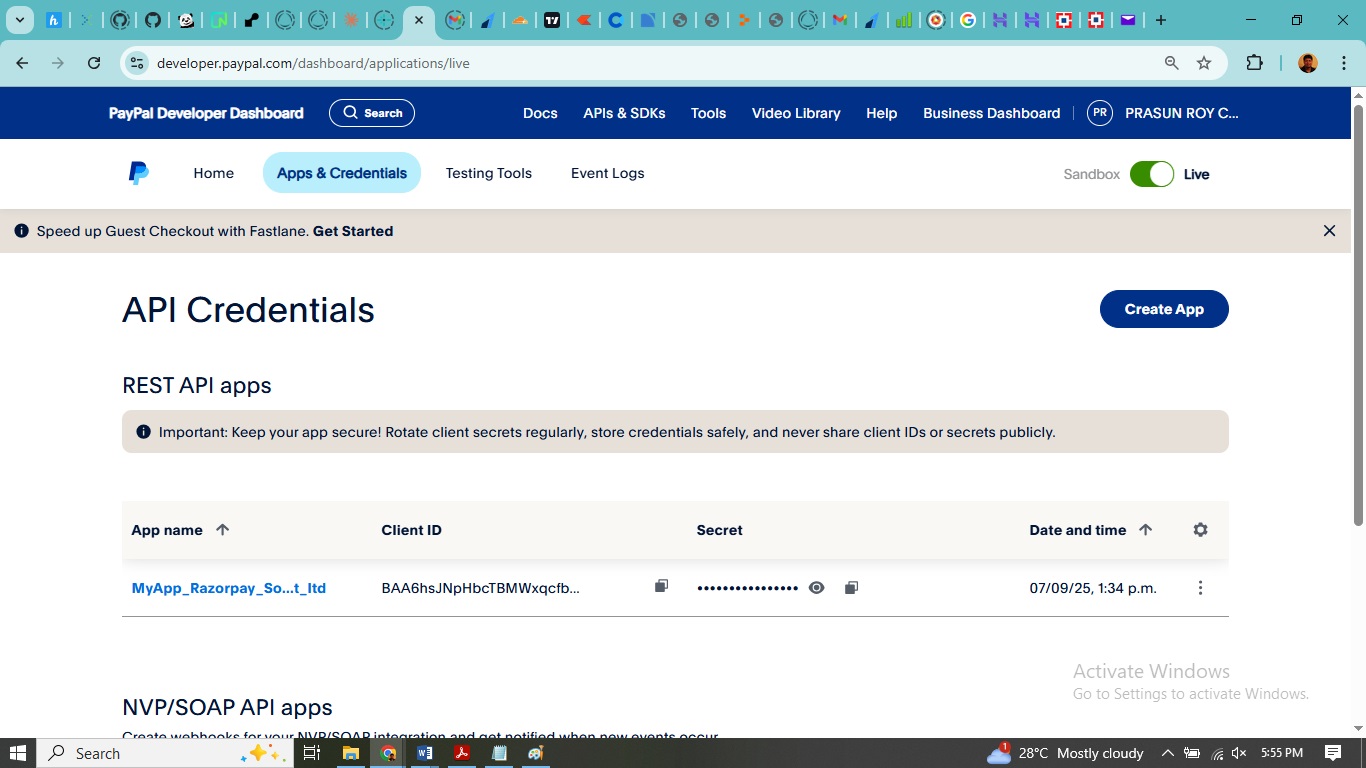 developer.paypal.com/dashboard/applications/live
PayPal Developer Dashboard
Search
Docs
APIs & SDKs
Tools
Video Library
Help
Business Dashboard
PR
PRASUN ROY C...
Home
Apps & Credentials
Testing Tools
Event Logs
Sandbox
Live
Speed up Guest Checkout with Fastlane. Get Started
API Credentials
Create App
REST API apps
Important: Keep your app secure! Rotate client secrets regularly, store credentials safely, and never share client IDs or secrets publicly.
App name
Client ID
Secret
Date and time
MyApp_Razorpay_So...t_ltd
BAA6hsJNpHbcTBMWxqcfb...
••••••••••••••••
07/09/25, 1:34 p.m.
Activate Windows
Go to Settings to activate Windows.
NVP/SOAP API apps
Create webhooks for your NVP/SOAP integration and get notified when new events occur
Search
1
28°C Mostly cloudy
5:55 PM